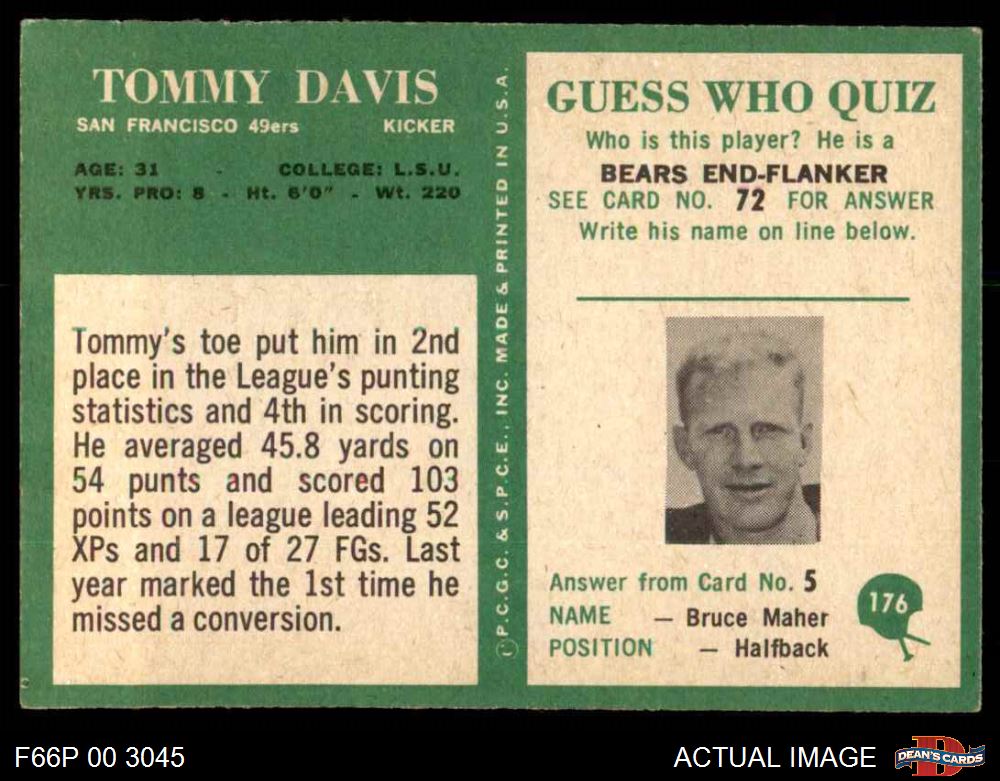 TOMMY DAVIS
SAN FRANCISCO 49ers KICKER
AGE: 31 - COLLEGE: L.S.U.
YRS. PRO: 8 - Ht. 6'0" - Wt. 220
Tommy's toe put him in 2nd
place in the League's punting
statistics and 4th in scoring.
He averaged 45.8 yards on
54 punts and scored 103
points on a league leading 52
XPs and 17 of 27 FGs. Last
year marked the 1st time he
missed a conversion.
©P.C.G.C. & S.P.C.E., INC. MADE & PRINTED IN U.S.A.
GUESS WHO QUIZ
Who is this player? He is a
BEARS END-FLANKER
SEE CARD NO. 72 FOR ANSWER
Write his name on line below.
Answer from Card No. 5
NAME — Bruce Maher
POSITION — Halfback
176
F66P 00 3045
ACTUAL IMAGE
D
DEAN'S CARDS